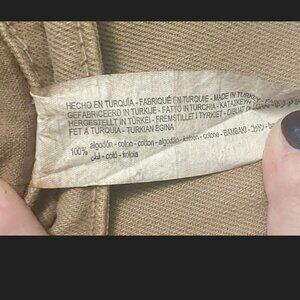 HECHO EN TURQUÍA - FABRIQUÉ EN TURQUIE - MADE IN TURKEY
GEFABRICEERD IN TURKIJE - FATTO IN TURCHIA -
HERGESTELLT IN TÜRKEI - FREMSTILLET I TYRKIET -
FET A TURQUIA - TURKIAN EGINA
100% algodón - coton - cotton - algodão - katoen - cotone - BAMBAKI -